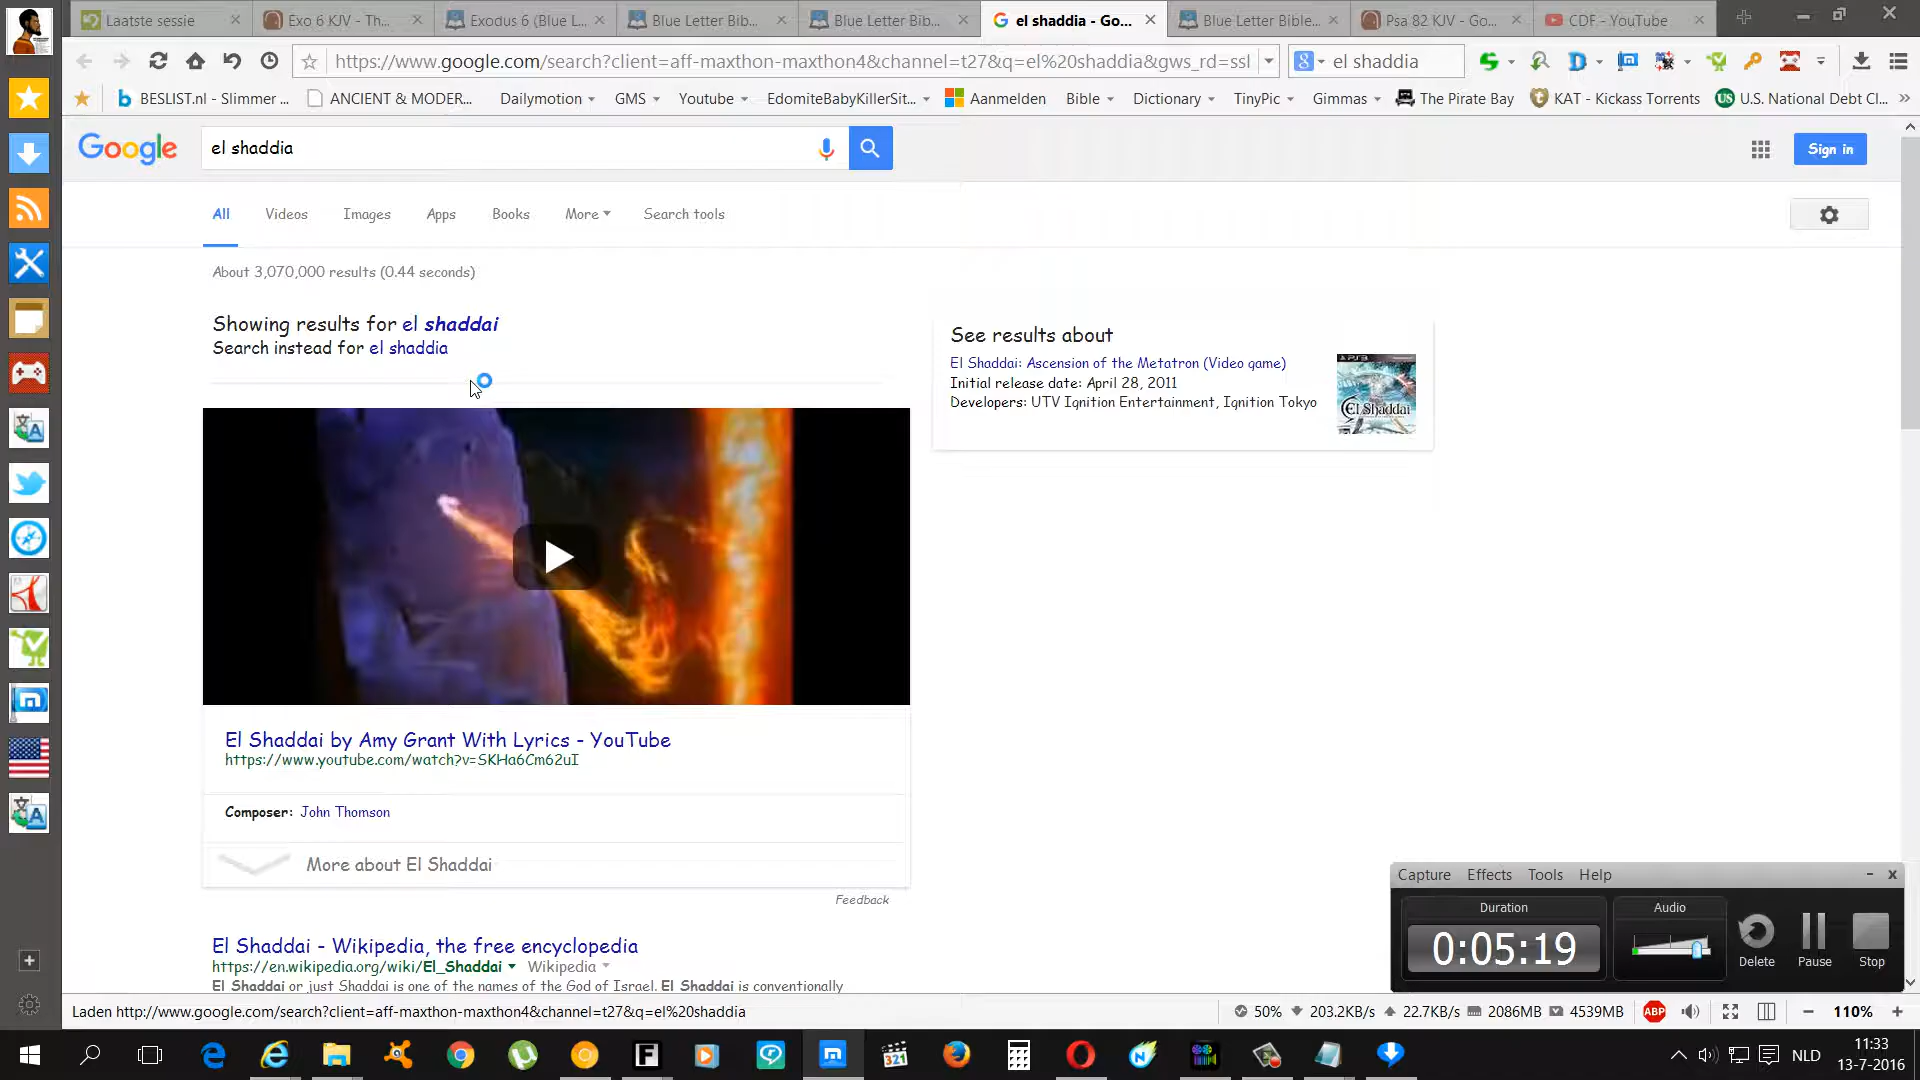 Laatste sessie
Exo 6 KJV - Th...
Exodus 6 (Blue L...
Blue Letter Bib...
Blue Letter Bib...
el shaddia - Go...
Blue Letter Bible...
Psa 82 KJV - Go...
CDF - YouTube
https://www.google.com/search?client=aff-maxthon-maxthon4&channel=t27&q=el%20shaddia&gws_rd=ssl
el shaddia
BESLIST.nl - Slimmer ...
ANCIENT & MODER...
Dailymotion
GMS
Youtube
EdomiteBabyKillerSit...
Aanmelden
Bible
Dictionary
TinyPic
Gimmas
The Pirate Bay
KAT - Kickass Torrents
U.S. National Debt Cl...
Google
el shaddia
Sign in
All
Videos
Images
Apps
Books
More
Search tools
About 3,070,000 results (0.44 seconds)
Showing results for el shaddai
Search instead for el shaddia
See results about
El Shaddai: Ascension of the Metatron (Video game)
Initial release date: April 28, 2011
Developers: UTV Ignition Entertainment, Ignition Tokyo
PS3
El Shaddai
El Shaddai by Amy Grant With Lyrics - YouTube
https://www.youtube.com/watch?v=SKHa6Cm62uI
Composer: John Thomson
More about El Shaddai
Feedback
El Shaddai - Wikipedia, the free encyclopedia
https://en.wikipedia.org/wiki/El_Shaddai
Wikipedia
El Shaddai or just Shaddai is one of the names of the God of Israel. El Shaddai is conventionally
Capture
Effects
Tools
Help
Duration
0:05:19
Audio
Delete
Pause
Stop
Laden http://www.google.com/search?client=aff-maxthon-maxthon4&channel=t27&q=el%20shaddia
50%
203.2KB/s
22.7KB/s
2086MB
4539MB
ABP
110%
321
NLD
11:33
13-7-2016